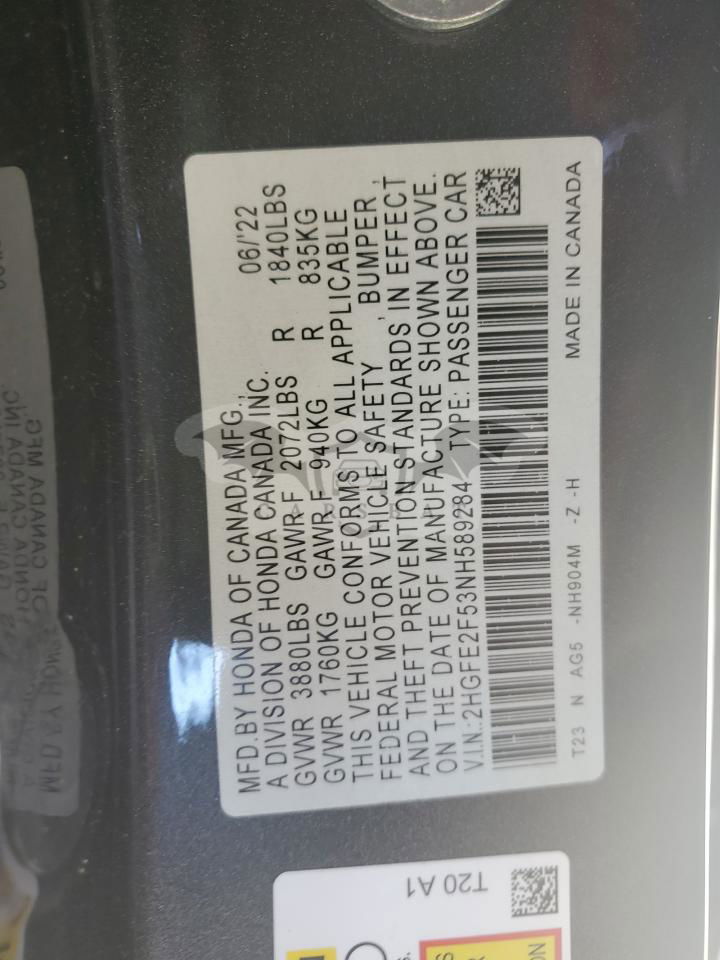 MFD.BY HONDA OF CANADA MFG., 06/'22
A DIVISION OF HONDA CANADA INC.
GVWR 3880LBS GAWR F 2072LBS R 1840LBS
GVWR 1760KG GAWR F 940KG R 835KG
THIS VEHICLE CONFORMS TO ALL APPLICABLE
FEDERAL MOTOR VEHICLE SAFETY , BUMPER ,
AND THEFT PREVENTION STANDARDS IN EFFECT
ON THE DATE OF MANUFACTURE SHOWN ABOVE.
V.I.N.:2HGFE2F53NH589284 TYPE: PASSENGER CAR
T23 N AG5 -NH904M -Z -H MADE IN CANADA
T20 A1